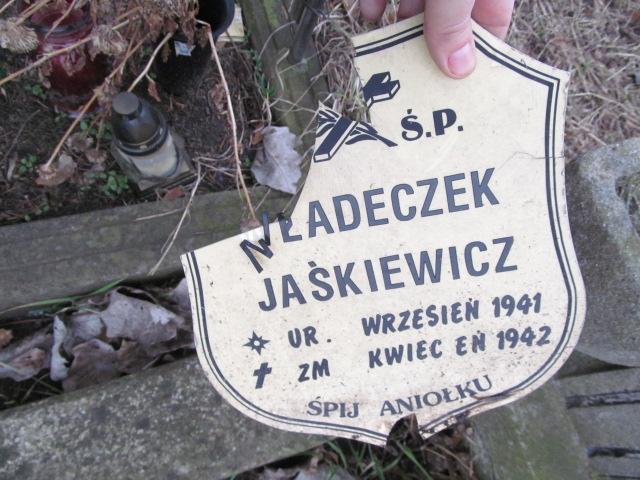 Ś.P.
WŁADECZEK
JAŚKIEWICZ
UR. WRZESIEŃ 1941
ZM KWIEC EŃ 1942
ŚPIJ ANIOŁKU